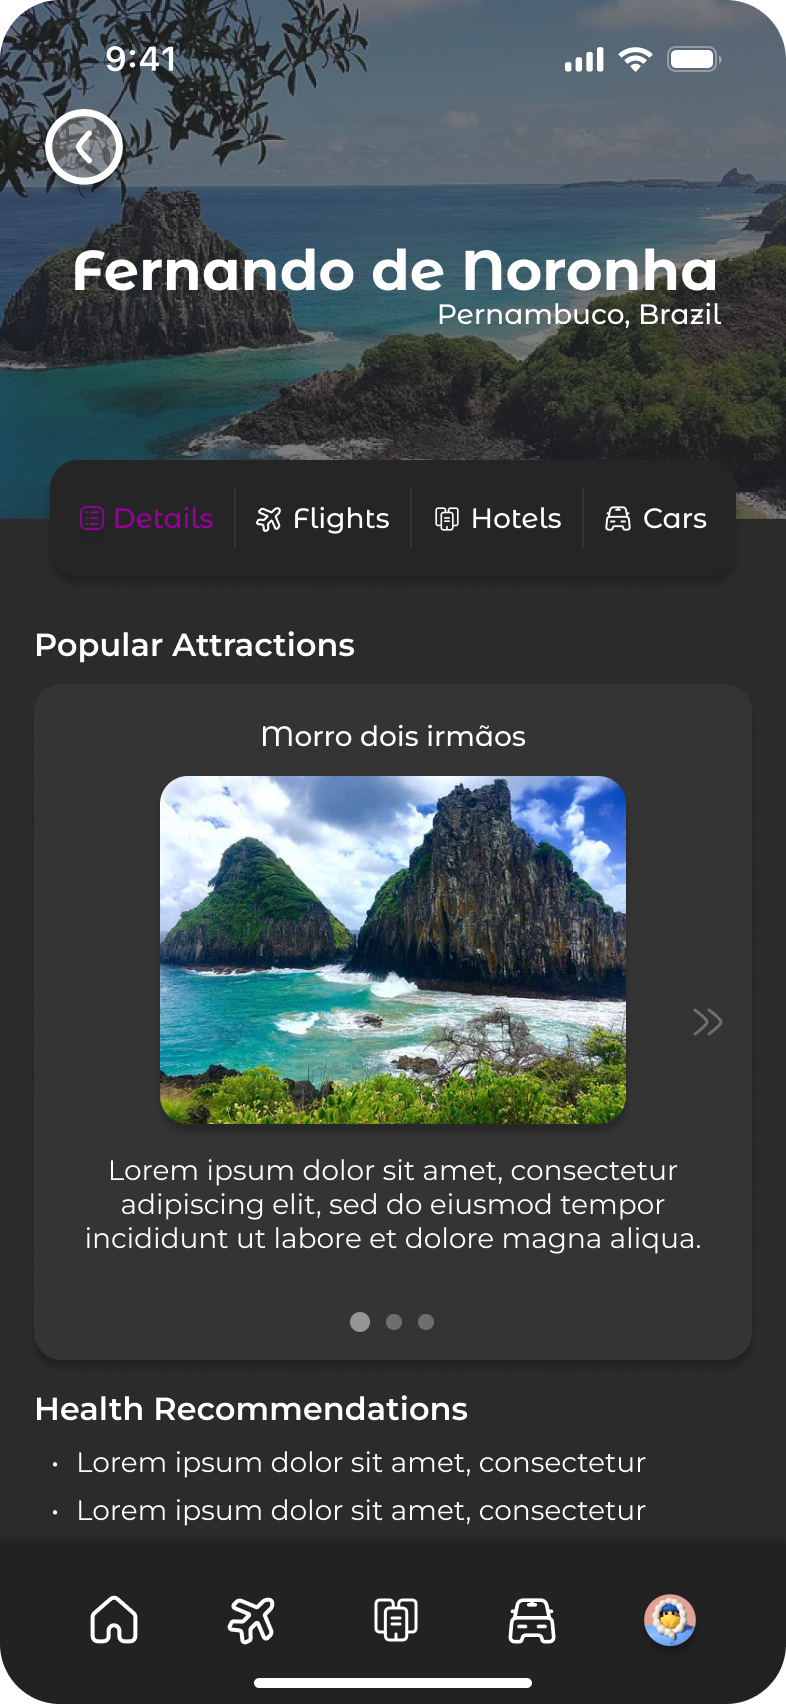 9:41
Fernando de Noronha
Pernambuco, Brazil
Details Flights Hotels Cars
Popular Attractions
Morro dois irmãos
Lorem ipsum dolor sit amet, consectetur
adipiscing elit, sed do eiusmod tempor
incididunt ut labore et dolore magna aliqua.
Health Recommendations
• Lorem ipsum dolor sit amet, consectetur
• Lorem ipsum dolor sit amet, consectetur